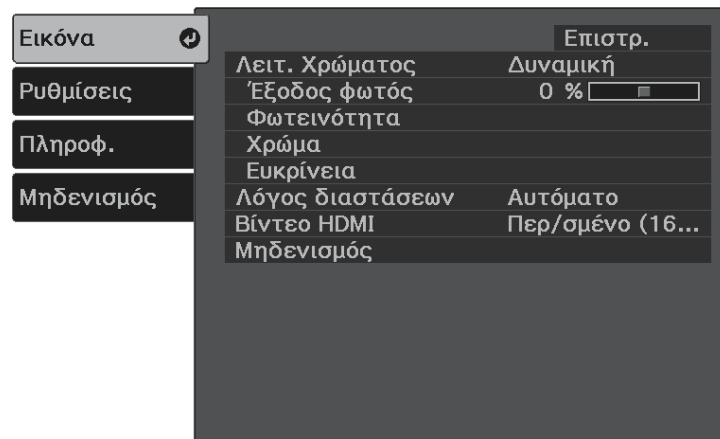 Εικόνα
Ρυθμίσεις
Πληροφ.
Μηδενισμός
Επιστρ.
Λειτ. Χρώματος Δυναμική
Έξοδος φωτός 0 %
Φωτεινότητα
Χρώμα
Ευκρίνεια
Λόγος διαστάσεων Αυτόματο
Βίντεο HDMI Περ/σμένο (16...
Μηδενισμός